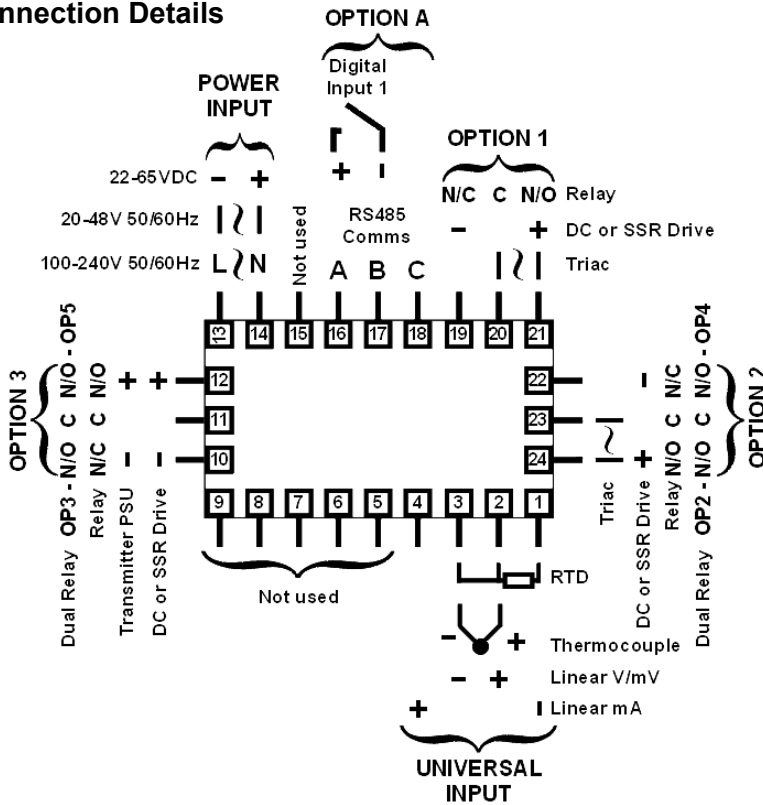 nnection Details
OPTION A
Digital
Input 1
+ –
POWER
INPUT
22-65VDC – +
20-48V 50/60Hz
100-240V 50/60Hz L N
Not used
RS485
Comms
A B C
OPTION 1
N/C C N/O Relay
– + DC or SSR Drive
Triac
13 14 15 16 17 18 19 20 21
12
11
10
22
23
24
9 8 7 6 5 4 3 2 1
OPTION 3
Dual Relay OP3 - N/O C N/O - OP5
Relay N/C C N/O
Transmitter PSU – +
DC or SSR Drive – +
Triac
DC or SSR Drive + –
Relay N/O C N/C
Dual Relay OP2 - N/O C N/O - OP4
OPTION 2
Not used
RTD
– + Thermocouple
– + Linear V/mV
+ – Linear mA
UNIVERSAL
INPUT